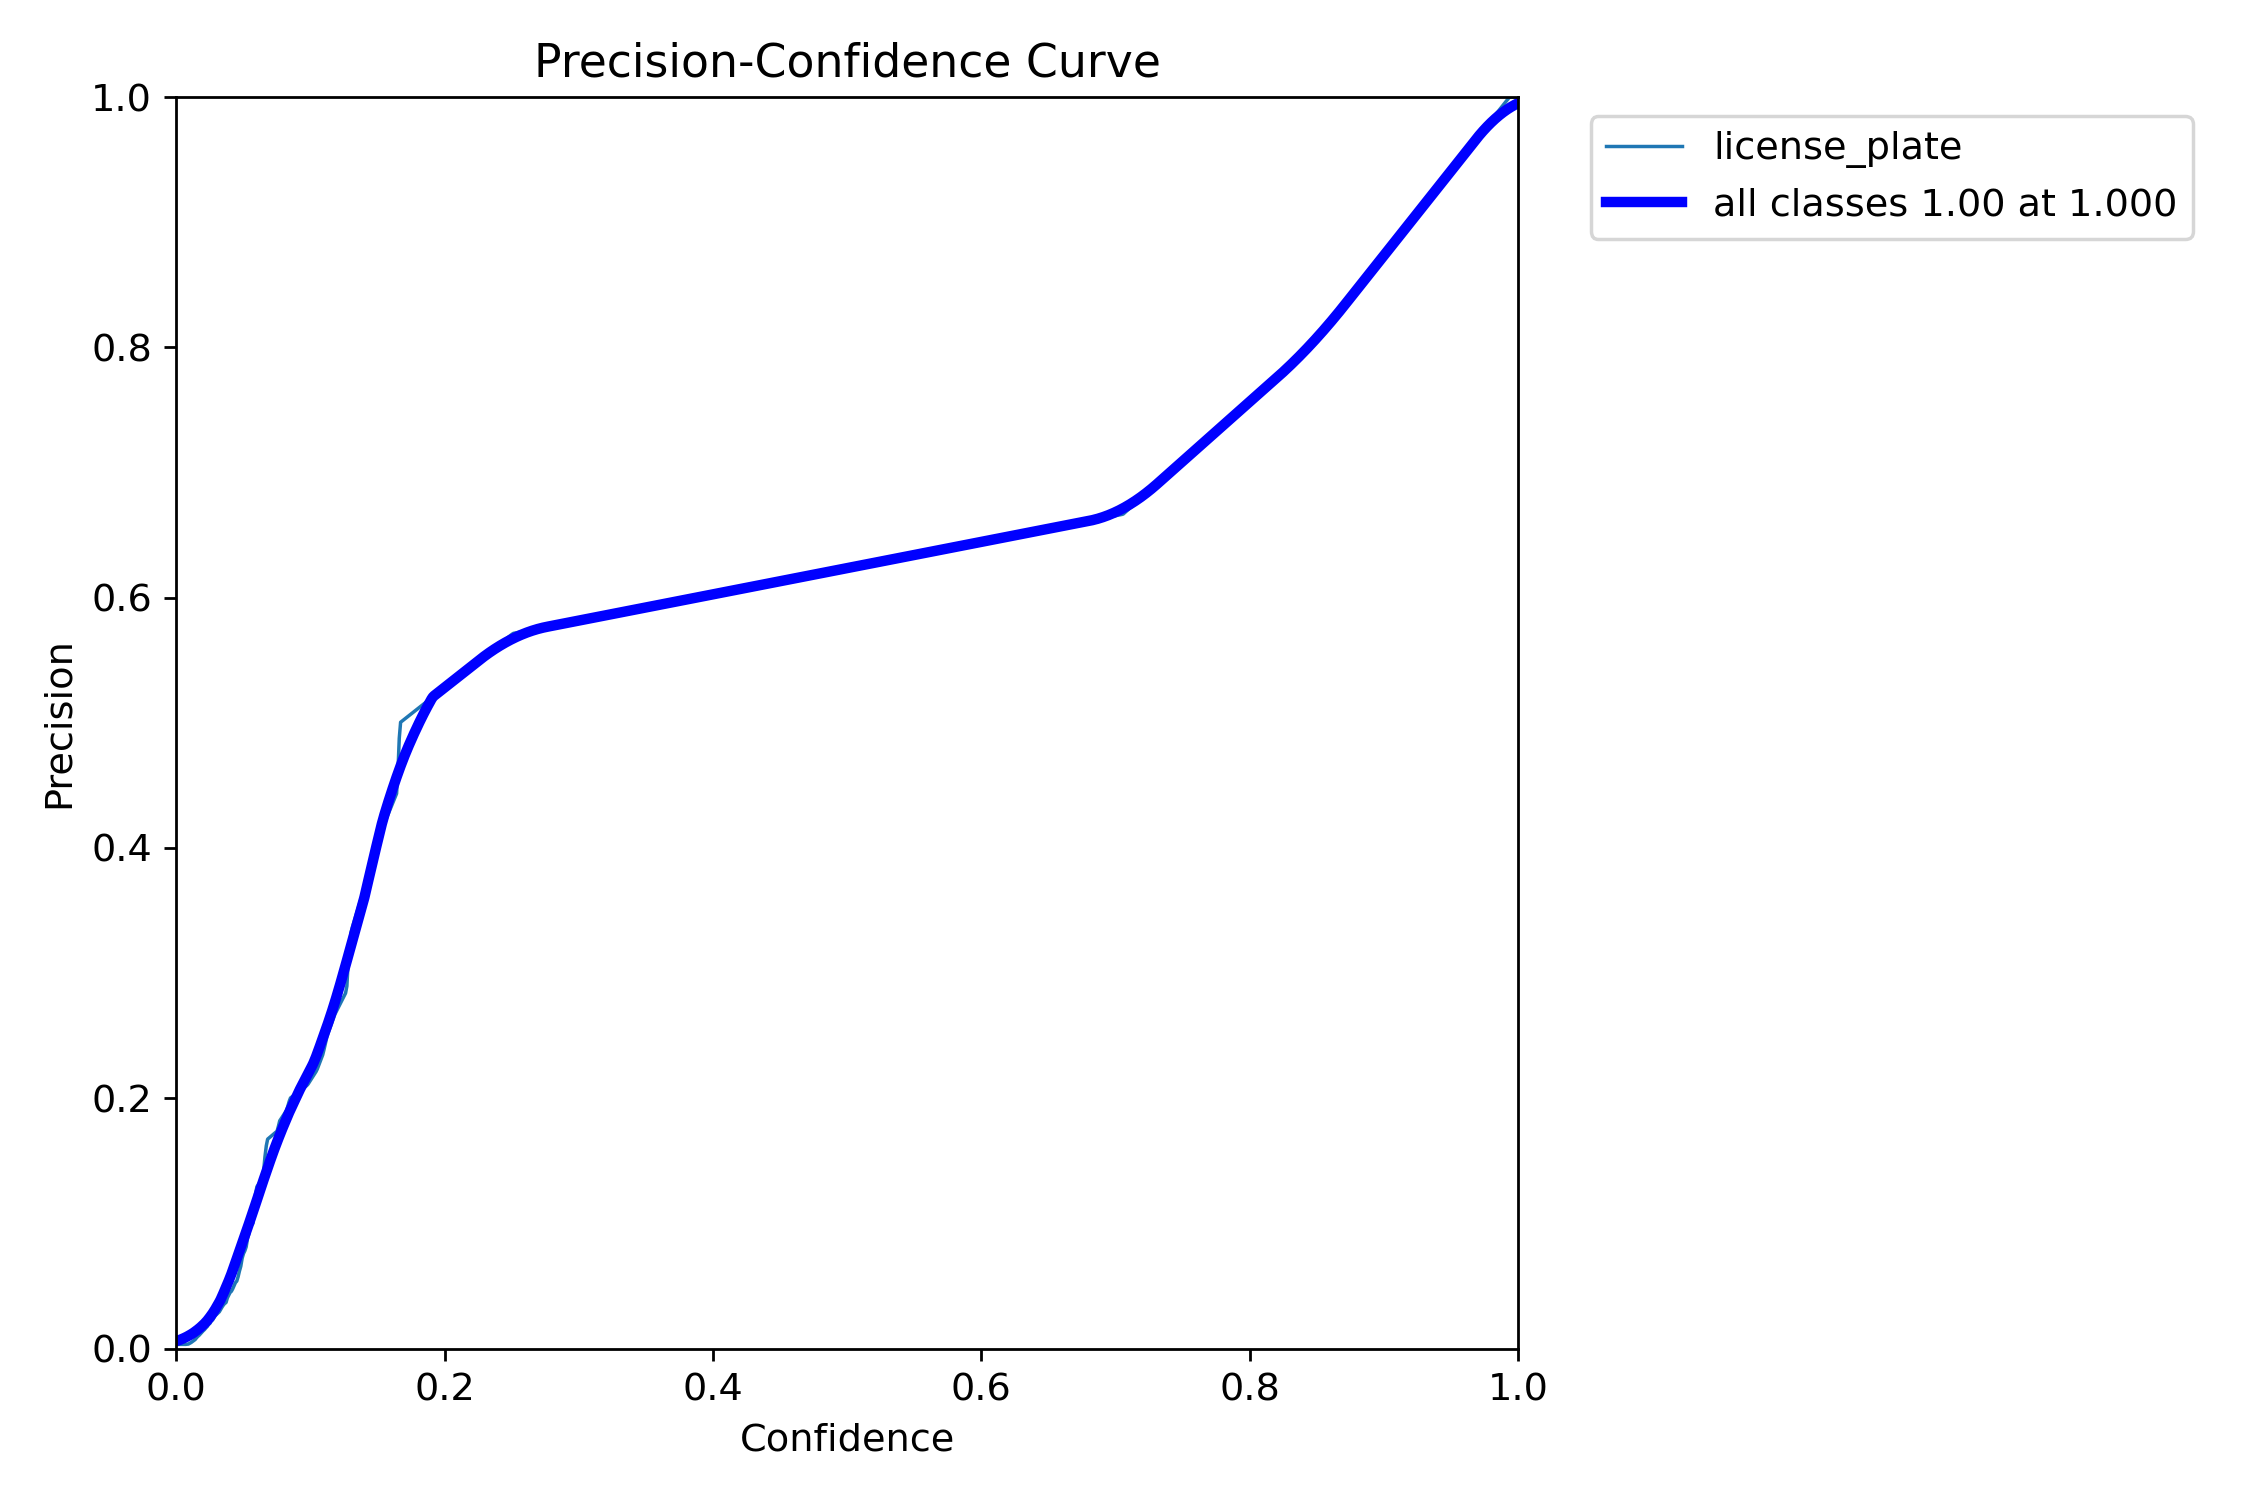 Precision-Confidence Curve
1.0
0.8
0.6
0.4
0.2
0.0
Precision
0.0 0.2 0.4 0.6 0.8 1.0
Confidence
license_plate
all classes 1.00 at 1.000